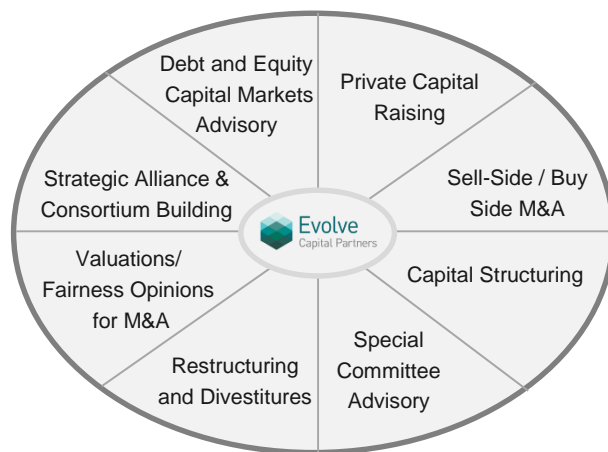 Debt and Equity
Capital Markets
Advisory
Private Capital
Raising
Sell-Side / Buy
Side M&A
Capital Structuring
Special
Committee
Advisory
Restructuring
and Divestitures
Valuations/
Fairness Opinions
for M&A
Strategic Alliance &
Consortium Building
Evolve
Capital Partners